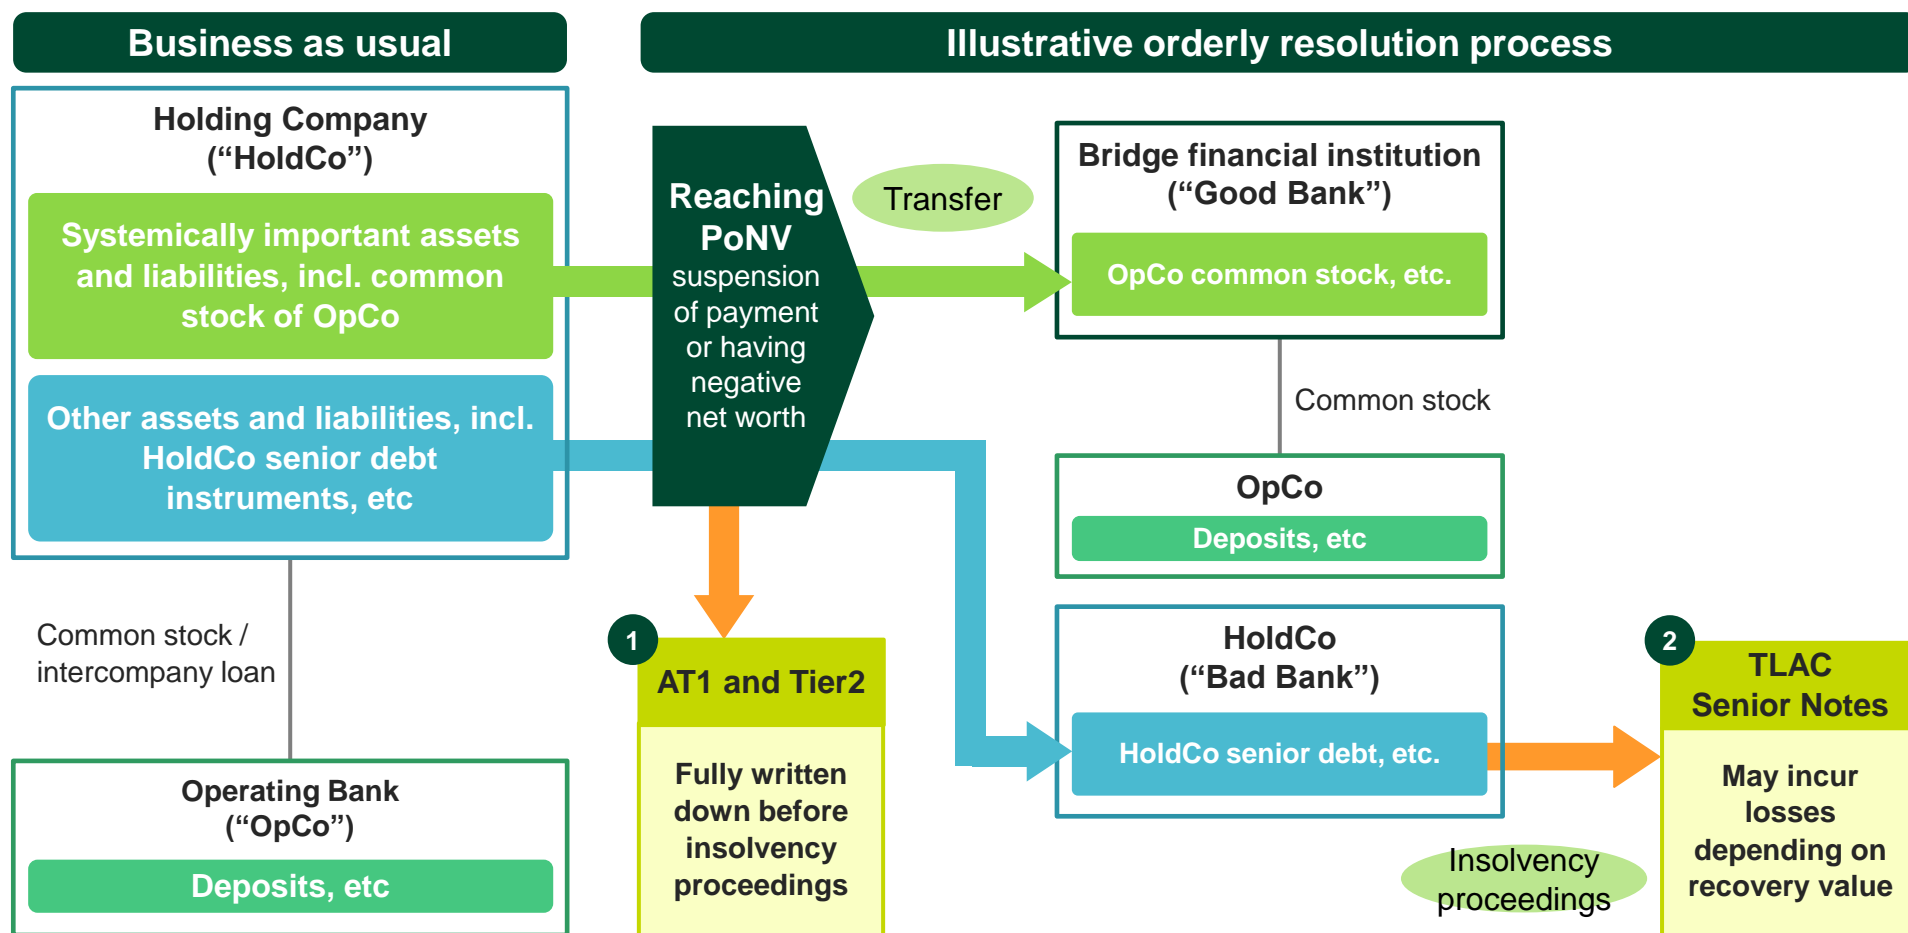 Business as usual
Illustrative orderly resolution process
Holding Company
(“HoldCo”)
Systemically important assets
and liabilities, incl. common
stock of OpCo
Other assets and liabilities, incl.
HoldCo senior debt
instruments, etc
Common stock /
intercompany loan
Operating Bank
(“OpCo”)
Deposits, etc
Reaching
PoNV
suspension
of payment
or having
negative
net worth
Transfer
1
AT1 and Tier2
Fully written
down before
insolvency
proceedings
Bridge financial institution
(“Good Bank”)
OpCo common stock, etc.
Common stock
OpCo
Deposits, etc
HoldCo
(“Bad Bank”)
HoldCo senior debt, etc.
Insolvency
proceedings
2
TLAC
Senior Notes
May incur
losses
depending on
recovery value